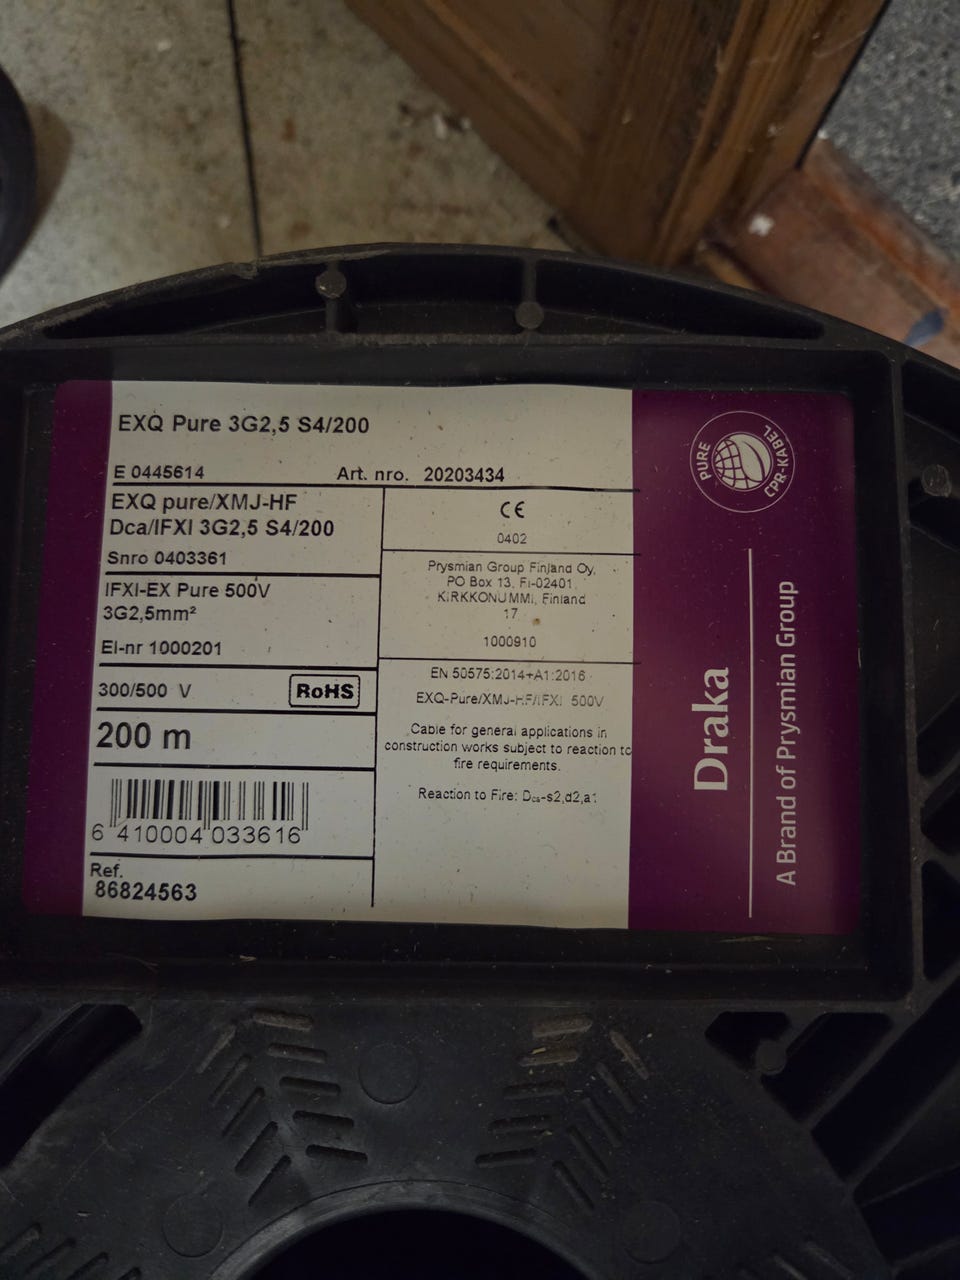 EXQ Pure 3G2,5 S4/200
E 0445614 Art. nro. 20203434
EXQ pure/XMJ-HF
Dca/IFXI 3G2,5 S4/200
Snro 0403361
IFXI-EX Pure 500V
3G2,5mm²
El-nr 1000201
300/500 V RoHS
200 m
6 410004 033616
Ref.
86824563
CE
0402
Prysmian Group Finland Oy,
PO Box 13, FI-02401
KIRKKONUMMI, Finland
17
1000910
EN 50575:2014+A1:2016
EXQ-Pure/XMJ-HF/IFXI 500V
Cable for general applications in
construction works subject to reaction to
fire requirements.
Reaction to Fire: Dca-s2,d2,a1
PURE
CPR-KABEL
Draka
A Brand of Prysmian Group